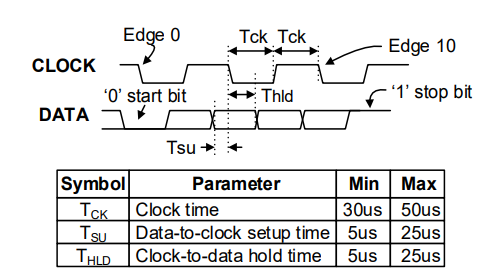 Edge 0
Tck Tck
Edge 10
CLOCK
'0' start bit
Thld
'1' stop bit
DATA
Tsu
Symbol Parameter Min Max
TCK Clock time 30us 50us
TSU Data-to-clock setup time 5us 25us
THLD Clock-to-data hold time 5us 25us